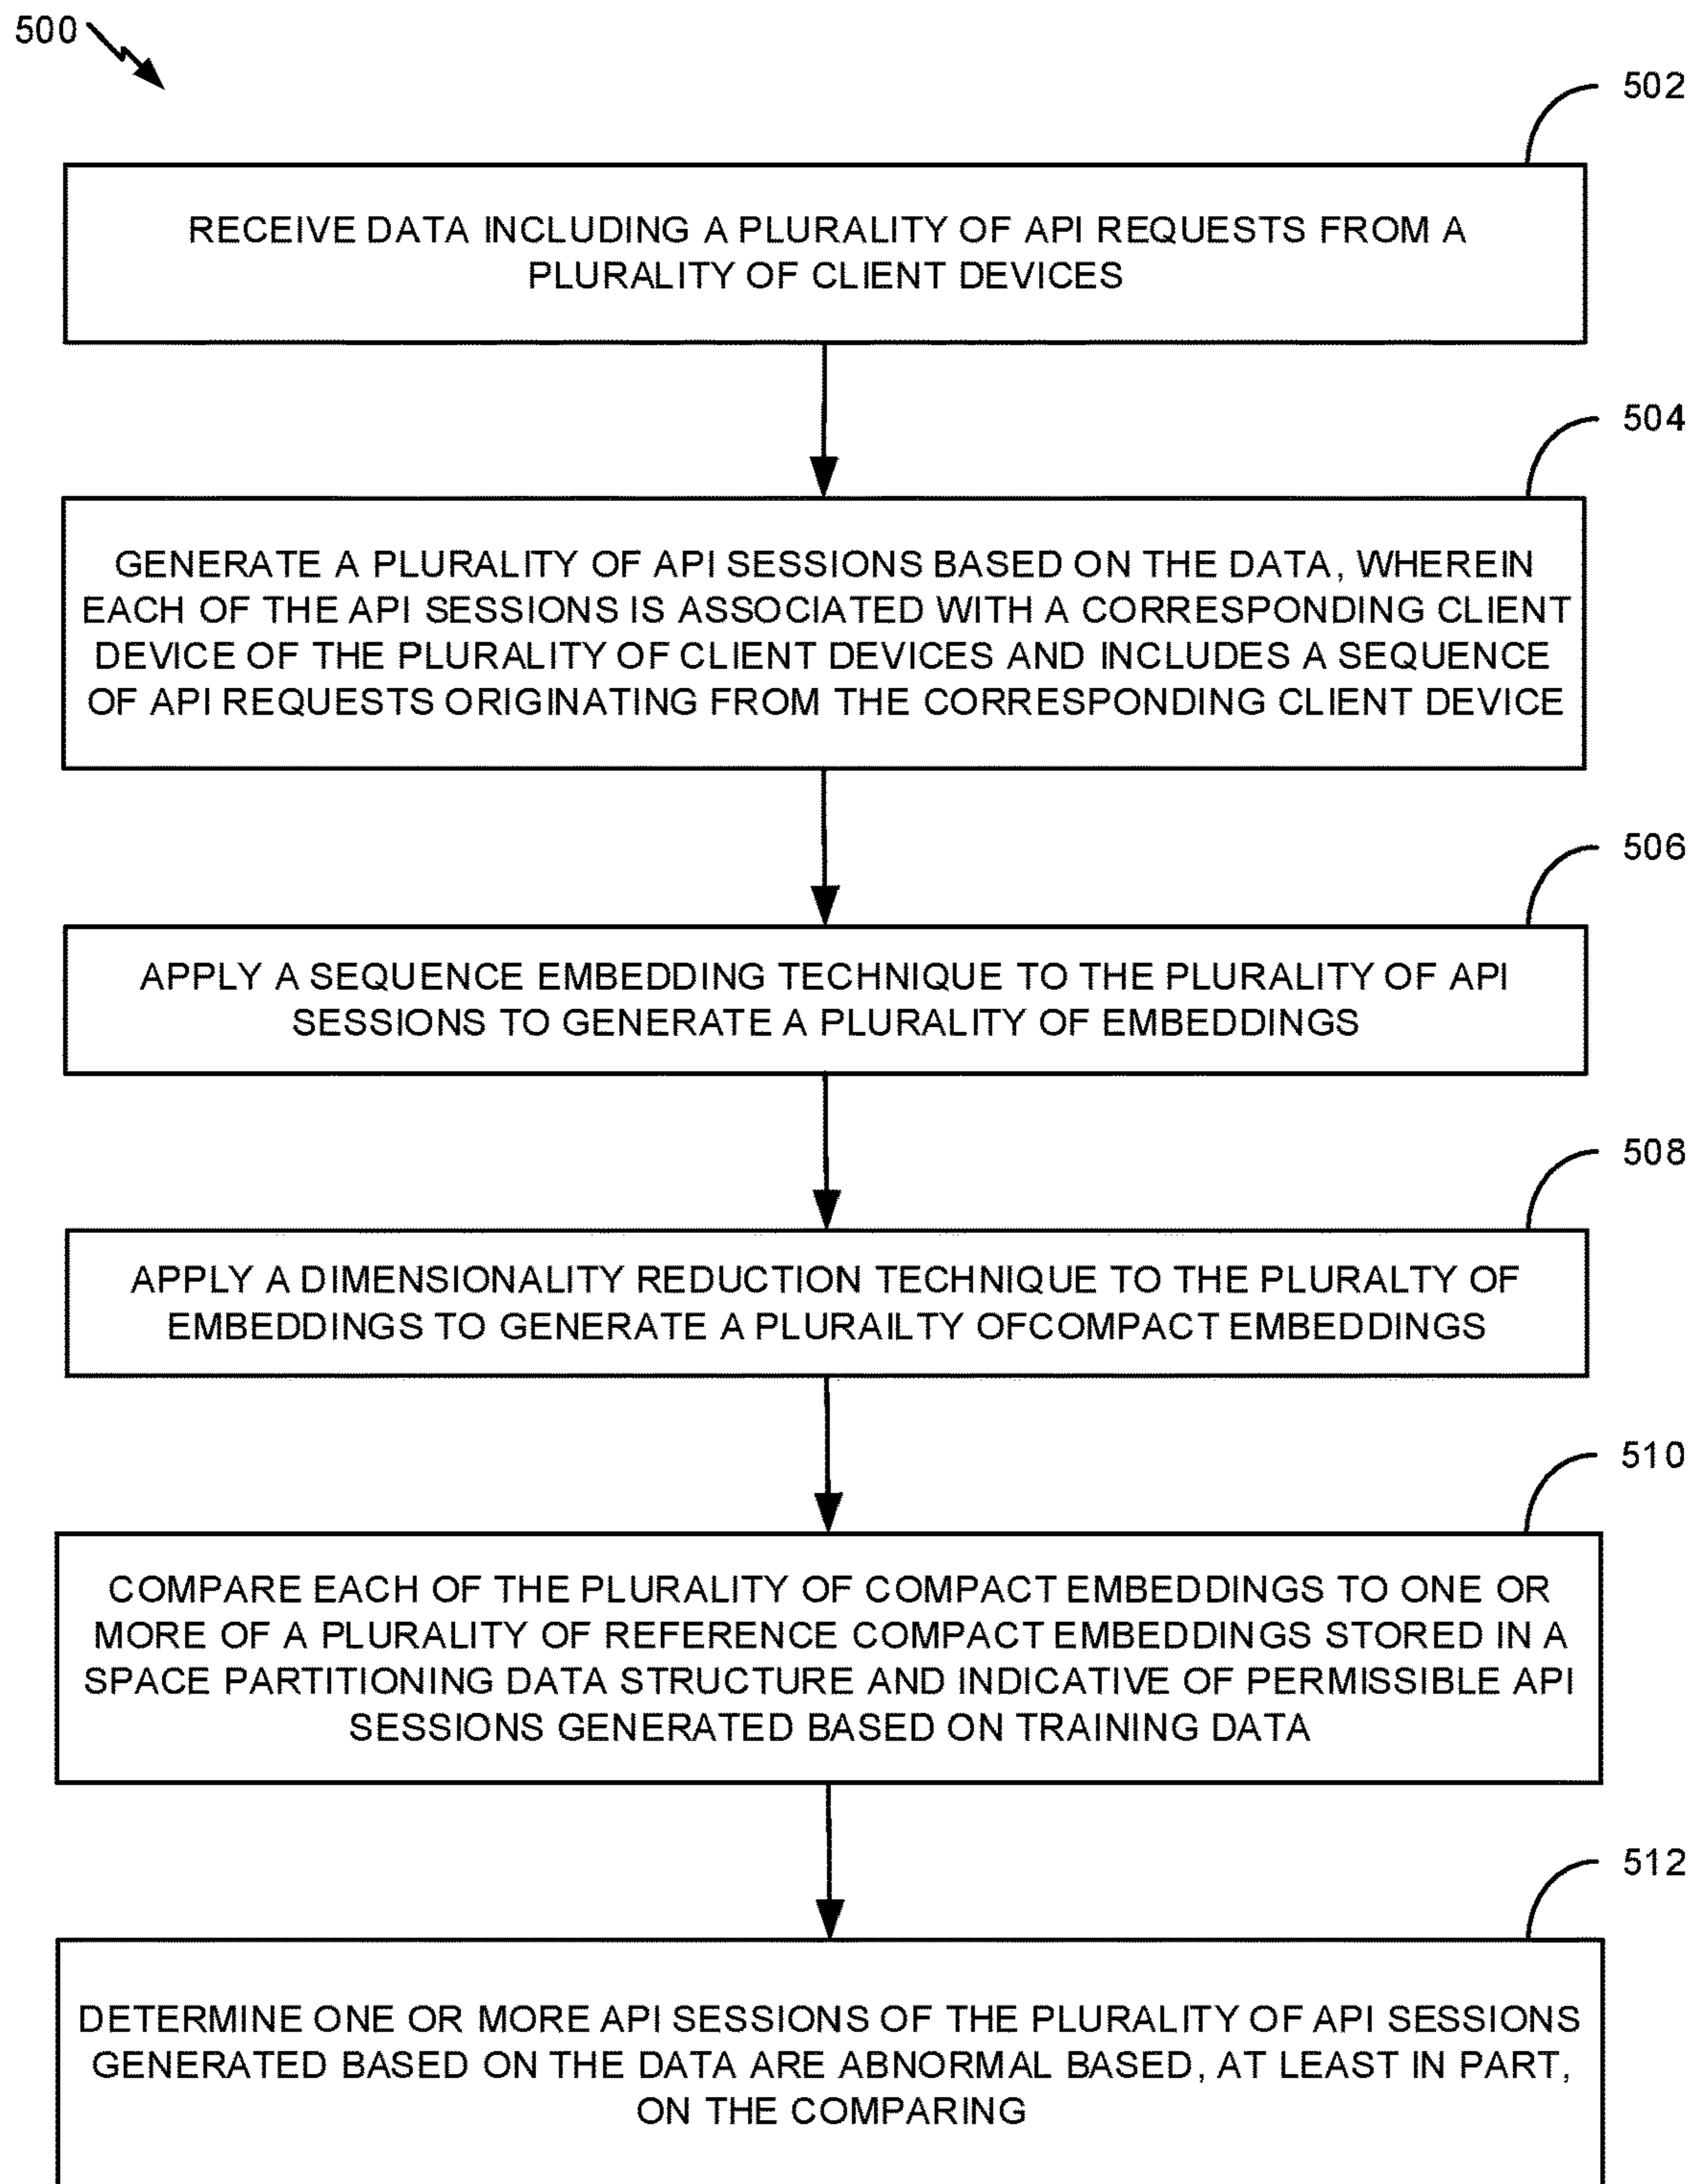 500
502
RECEIVE DATA INCLUDING A PLURALITY OF API REQUESTS FROM A
PLURALITY OF CLIENT DEVICES
504
GENERATE A PLURALITY OF API SESSIONS BASED ON THE DATA, WHEREIN
EACH OF THE API SESSIONS IS ASSOCIATED WITH A CORRESPONDING CLIENT
DEVICE OF THE PLURALITY OF CLIENT DEVICES AND INCLUDES A SEQUENCE
OF API REQUESTS ORIGINATING FROM THE CORRESPONDING CLIENT DEVICE
506
APPLY A SEQUENCE EMBEDDING TECHNIQUE TO THE PLURALITY OF API
SESSIONS TO GENERATE A PLURALITY OF EMBEDDINGS
508
APPLY A DIMENSIONALITY REDUCTION TECHNIQUE TO THE PLURALTY OF
EMBEDDINGS TO GENERATE A PLURAILTY OFCOMPACT EMBEDDINGS
510
COMPARE EACH OF THE PLURALITY OF COMPACT EMBEDDINGS TO ONE OR
MORE OF A PLURALITY OF REFERENCE COMPACT EMBEDDINGS STORED IN A
SPACE PARTITIONING DATA STRUCTURE AND INDICATIVE OF PERMISSIBLE API
SESSIONS GENERATED BASED ON TRAINING DATA
512
DETERMINE ONE OR MORE API SESSIONS OF THE PLURALITY OF API SESSIONS
GENERATED BASED ON THE DATA ARE ABNORMAL BASED, AT LEAST IN PART,
ON THE COMPARING